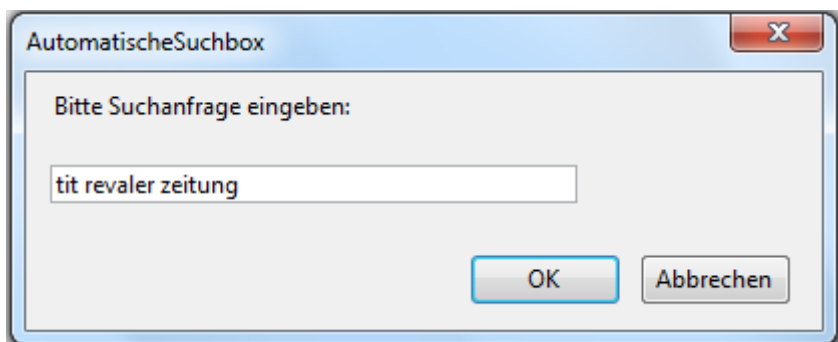 AutomatischeSuchbox
Bitte Suchanfrage eingeben:
tit revaler zeitung
OK Abbrechen